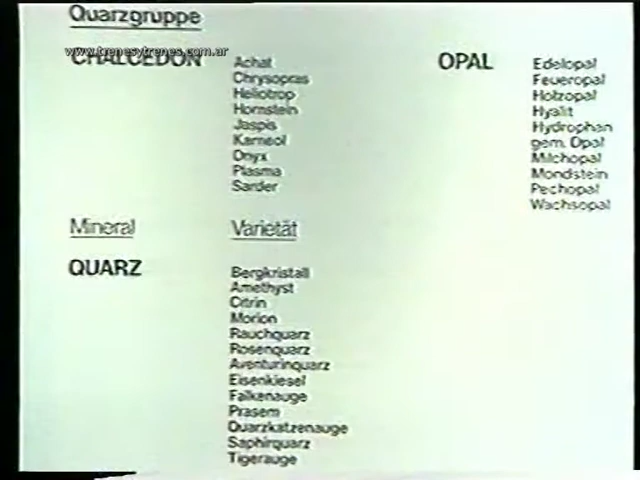 Quarzgruppe
www.trenesytrenes.com.ar
CHALCEDON
Achat
Chrysopras
Heliotrop
Hornstein
Jaspis
Karneol
Onyx
Plasma
Sarder
OPAL
Edelopal
Feueropal
Holzopal
Hyalit
Hydrophan
gem. Opal
Milchopal
Mondstein
Pechopal
Wachsopal
Mineral
Varietät
QUARZ
Bergkristall
Amethyst
Citrin
Morion
Rauchquarz
Rosenquarz
Aventurinquarz
Eisenkiesel
Falkenauge
Prasem
Quarzkatzenauge
Saphirquarz
Tigerauge